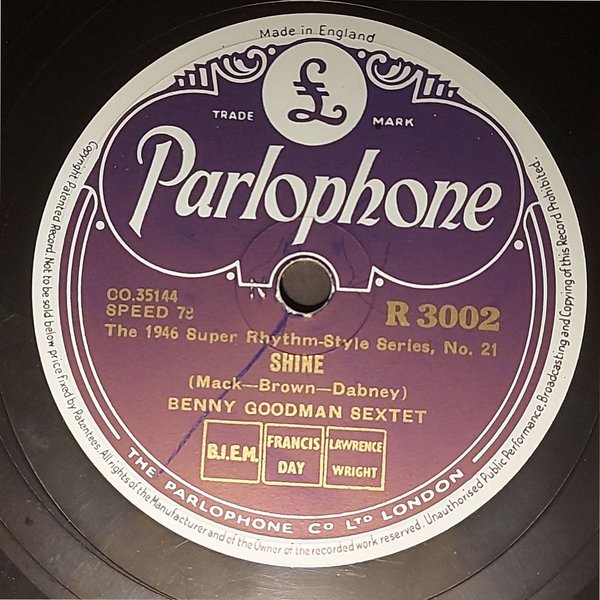 Made in England
£
TRADE MARK
Parlophone
CO.35144
SPEED 78
R 3002
The 1946 Super Rhythm-Style Series, No. 21
SHINE
(Mack—Brown—Dabney)
BENNY GOODMAN SEXTET
B.I.E.M.
FRANCIS
DAY
LAWRENCE
WRIGHT
THE PARLOPHONE CO LTD LONDON
Copyright Patented Record. Not to be sold below price fixed by Patentees. All rights of the Manufacturer and of the Owner of the recorded work reserved. Unauthorised Public Performance, Broadcasting and Copying of this Record Prohibited.